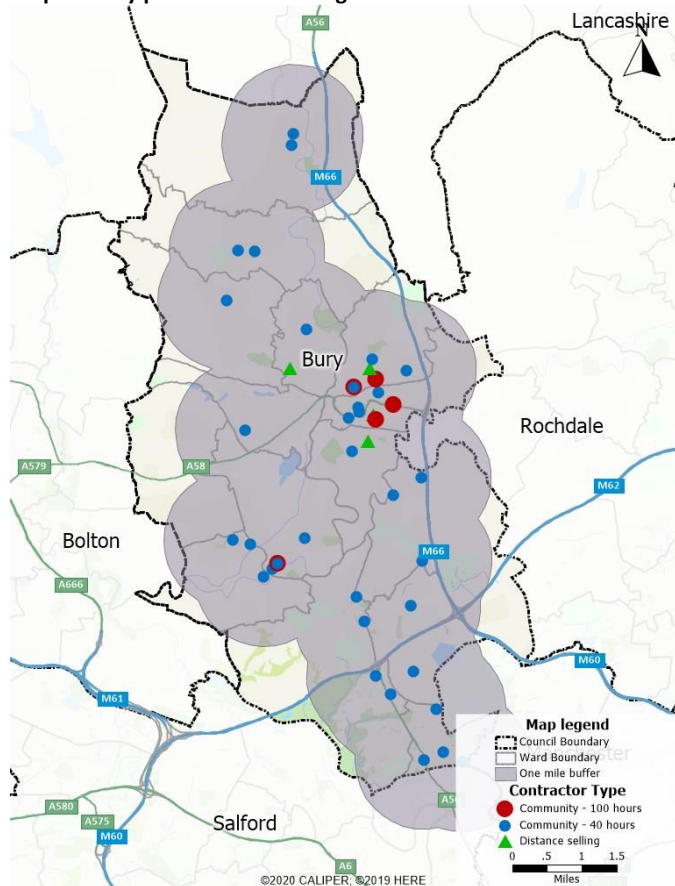 Lancashire
A56
N
M66
Bury
Rochdale
A579
A58
M62
Bolton
A666
M66
M60
M61
Map legend
Council Boundary
Ward Boundary
One mile buffer
Contractor Type
Community - 100 hours
Community - 40 hours
Distance selling
0 .5 1 1.5
Miles
A580
A575
Salford
M60
A6
©2020 CALIPER; ©2019 HERE